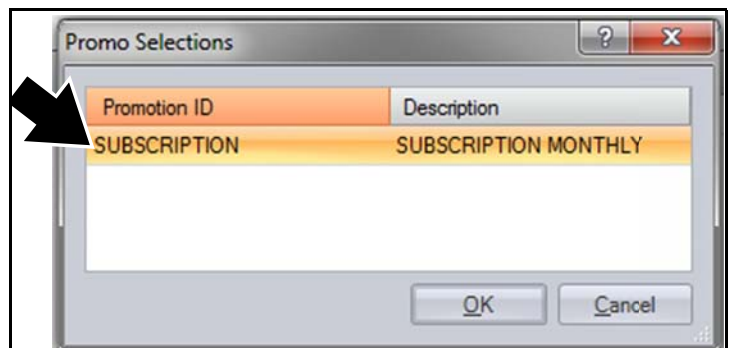 Promo Selections
Promotion ID Description
SUBSCRIPTION SUBSCRIPTION MONTHLY
OK Cancel